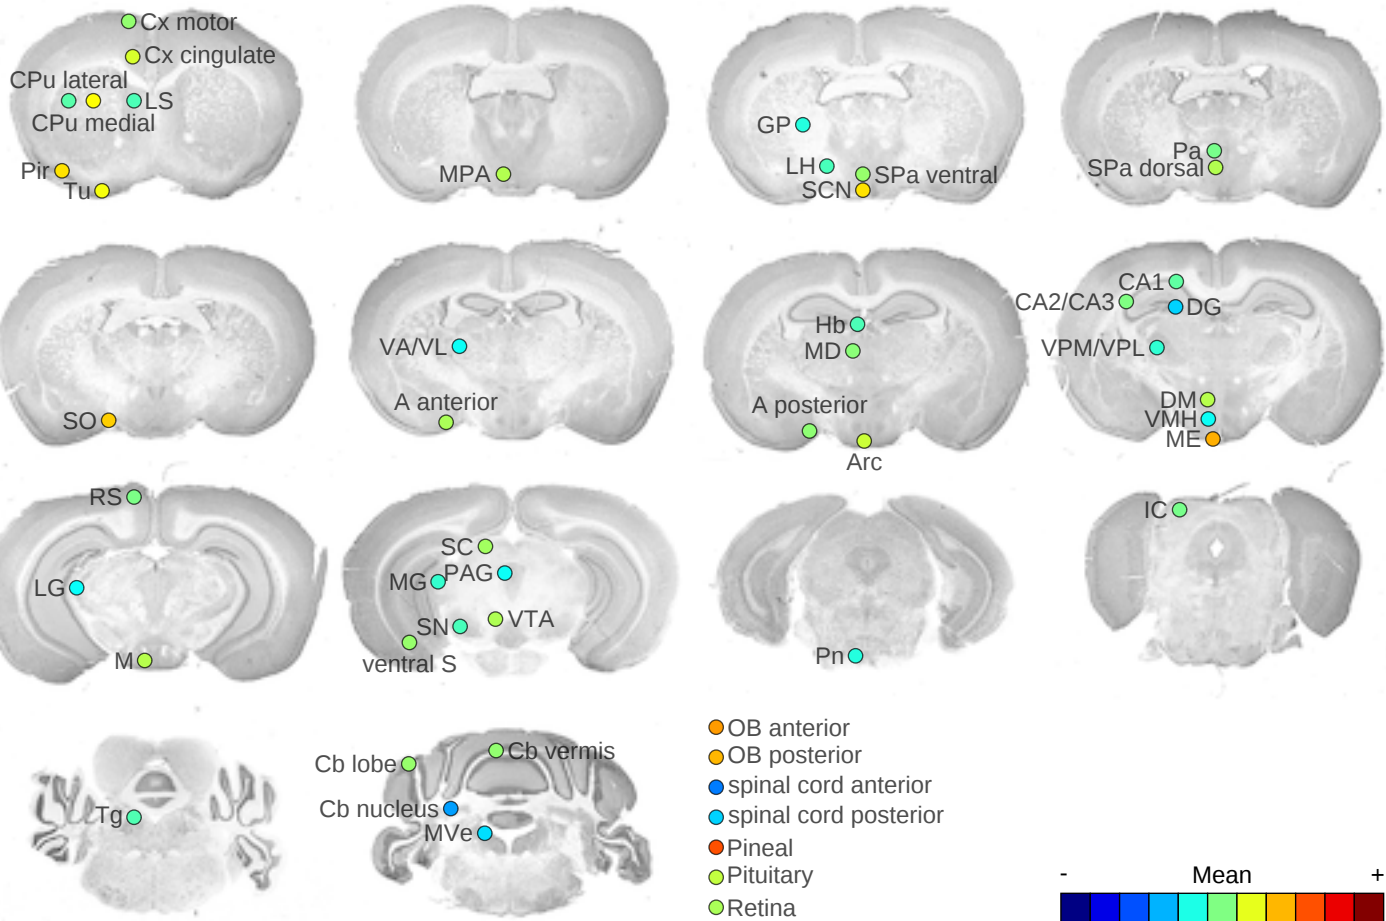 Cx motor
Cx cingulate
CPu lateral
LS
CPu medial
Pir
Tu
MPA
GP
LH
SPa ventral
SCN
Pa
SPa dorsal
SO
VA/VL
A anterior
Hb
MD
A posterior
Arc
CA1
CA2/CA3
DG
VPM/VPL
DM
VMH
ME
RS
LG
M
SC
MG
PAG
SN
VTA
ventral S
Pn
IC
Tg
Cb lobe
Cb vermis
Cb nucleus
MVe
OB anterior
OB posterior
spinal cord anterior
spinal cord posterior
Pineal
Pituitary
Retina
- Mean +